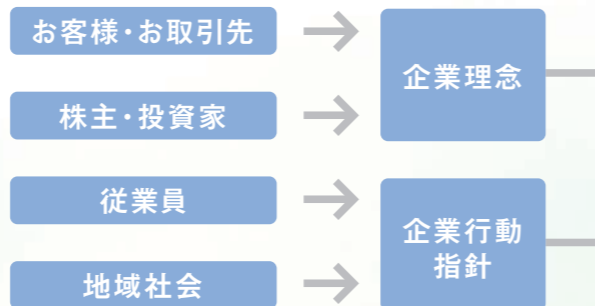 お客様・お取引先
株主・投資家
従業員
地域社会
企業理念
企業行動
指針